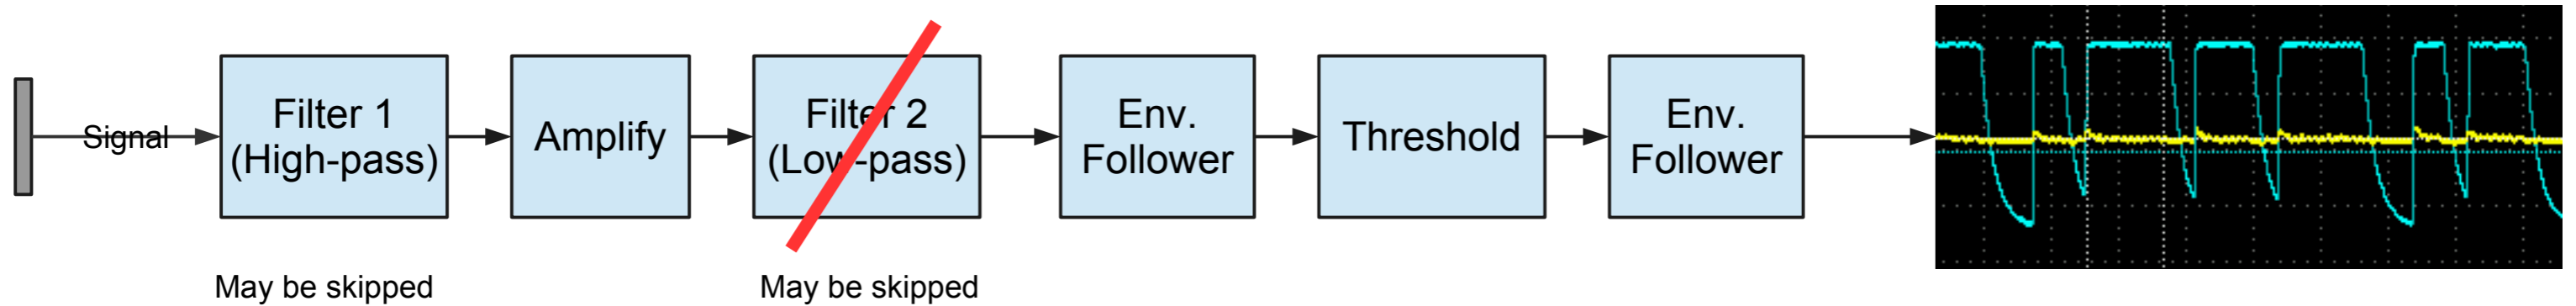 Signal
Filter 1
(High-pass)
Amplify
Filter 2
(Low-pass)
Env.
Follower
Threshold
Env.
Follower
May be skipped
May be skipped